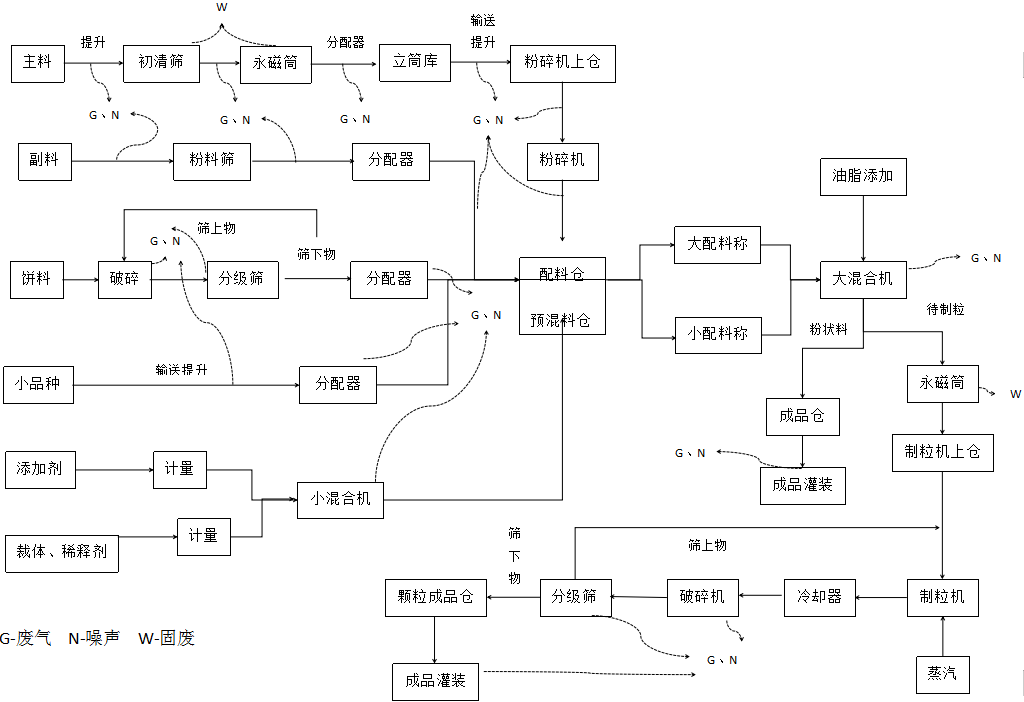 W
提升
分配器
输送
提升
主料
初清筛
永磁筒
立筒库
粉碎机上仓
G、N
G、N
G、N
G、N
副料
粉料筛
分配器
粉碎机
油脂添加
筛上物
G、N
筛下物
大配料称
G、N
饼料
破碎
分级筛
分配器
配料仓
预混料仓
大混合机
待制粒
G、N
粉状料
小配料称
输送提升
小品种
分配器
永磁筒
W
成品仓
G、N
制粒机上仓
添加剂
计量
成品灌装
小混合机
裁体、稀释剂
计量
筛
下
物
筛上物
颗粒成品仓
分级筛
破碎机
冷却器
制粒机
G-废气 N-噪声 W-固废
G、N
成品灌装
蒸汽